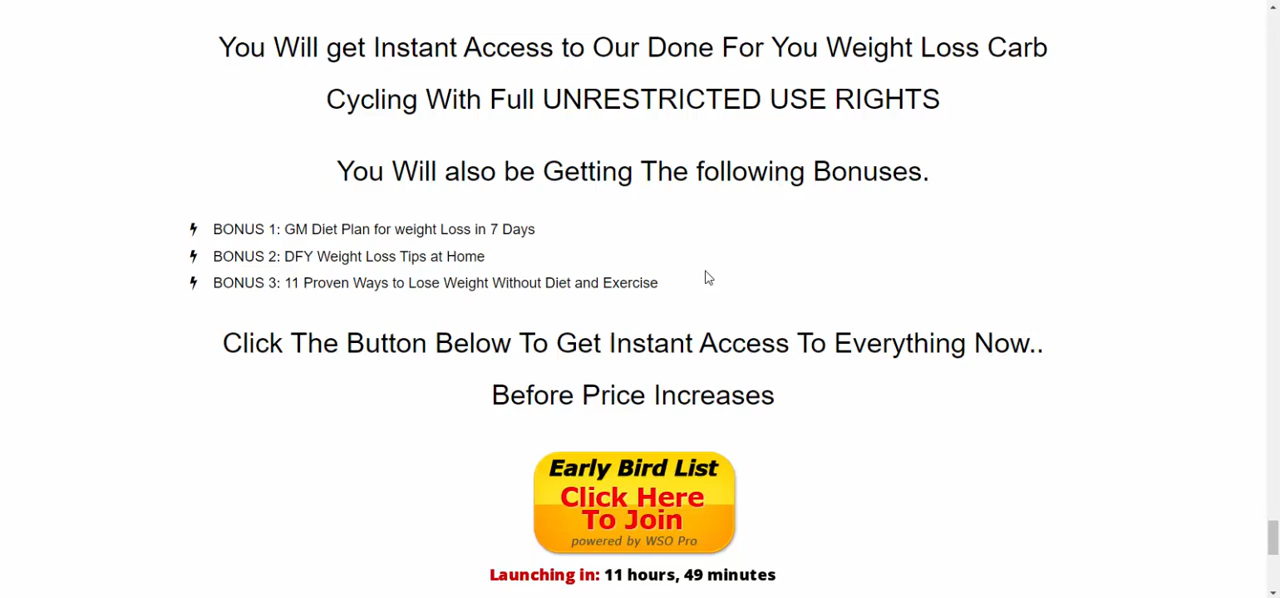 You Will get Instant Access to Our Done For You Weight Loss Carb
Cycling With Full UNRESTRICTED USE RIGHTS
You Will also be Getting The following Bonuses.
BONUS 1: GM Diet Plan for weight Loss in 7 Days
BONUS 2: DFY Weight Loss Tips at Home
BONUS 3: 11 Proven Ways to Lose Weight Without Diet and Exercise
Click The Button Below To Get Instant Access To Everything Now..
Before Price Increases
Early Bird List
Click Here
To Join
powered by WSO Pro
Launching in: 11 hours, 49 minutes